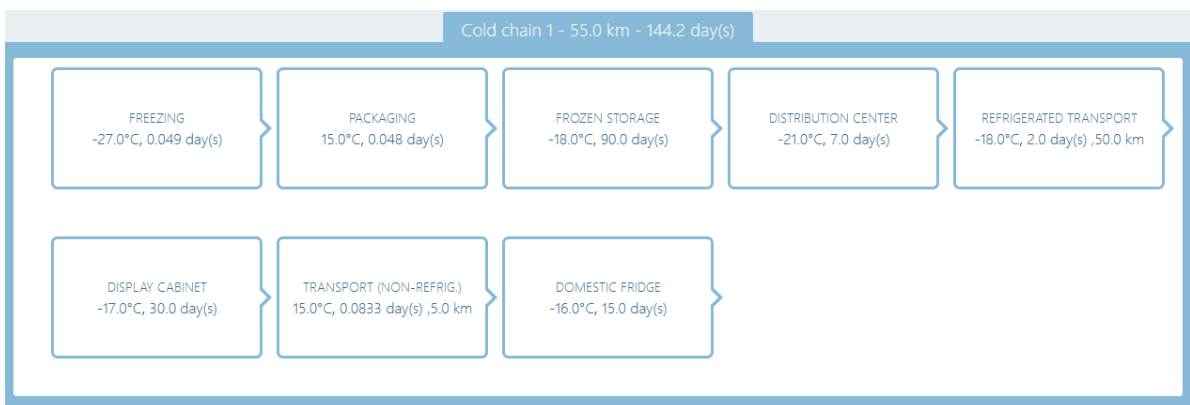 Cold chain 1 - 55.0 km - 144.2 day(s)
FREEZING
-27.0°C, 0.049 day(s)
PACKAGING
15.0°C, 0.048 day(s)
FROZEN STORAGE
-18.0°C, 90.0 day(s)
DISTRIBUTION CENTER
-21.0°C, 7.0 day(s)
REFRIGERATED TRANSPORT
-18.0°C, 2.0 day(s) ,50.0 km
DISPLAY CABINET
-17.0°C, 30.0 day(s)
TRANSPORT (NON-REFRIG.)
15.0°C, 0.0833 day(s) ,5.0 km
DOMESTIC FRIDGE
-16.0°C, 15.0 day(s)